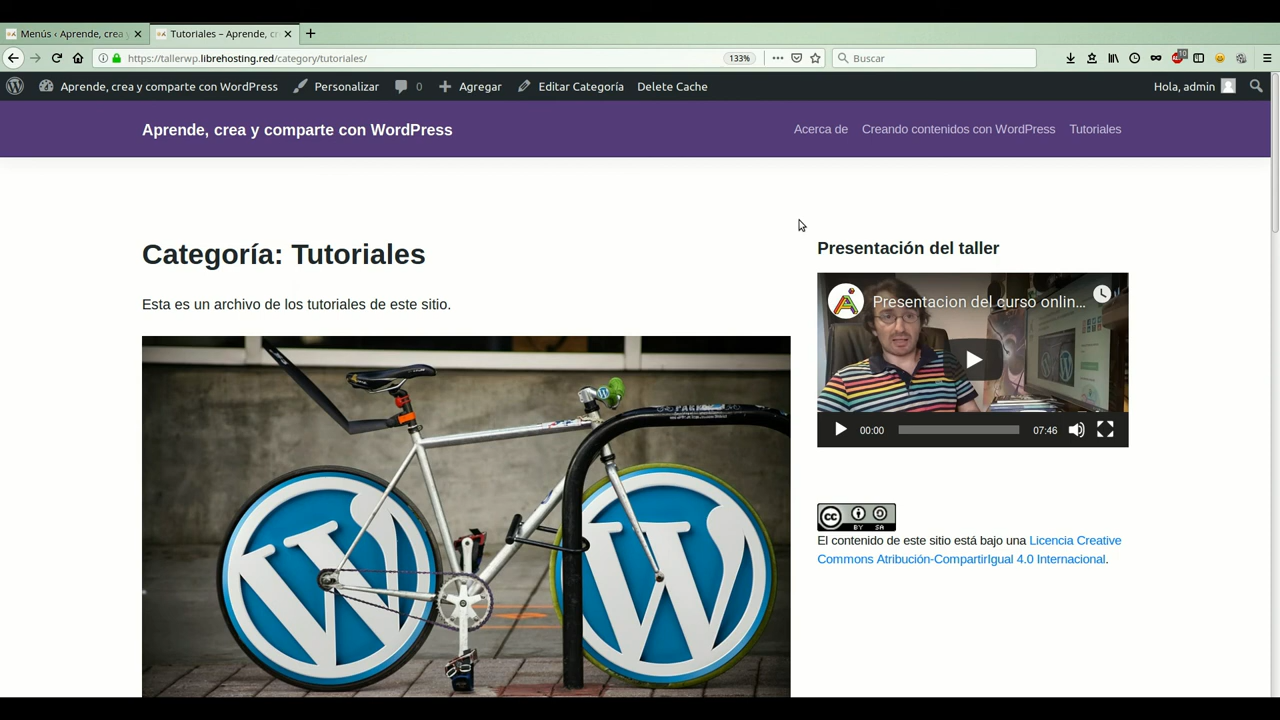 Menús ‹ Aprende, crea y
Tutoriales – Aprende, c
https://tallerwp.librehosting.red/category/tutoriales/
133%
Buscar
10
Aprende, crea y comparte con WordPress
Personalizar
0
Agregar
Editar Categoría
Delete Cache
Hola, admin
Aprende, crea y comparte con WordPress
Acerca de
Creando contenidos con WordPress
Tutoriales
Categoría: Tutoriales
Esta es un archivo de los tutoriales de este sitio.
Presentación del taller
Presentacion del curso onlin...
00:00
07:46
CC BY SA
El contenido de este sitio está bajo una Licencia Creative
Commons Atribución-CompartirIgual 4.0 Internacional.